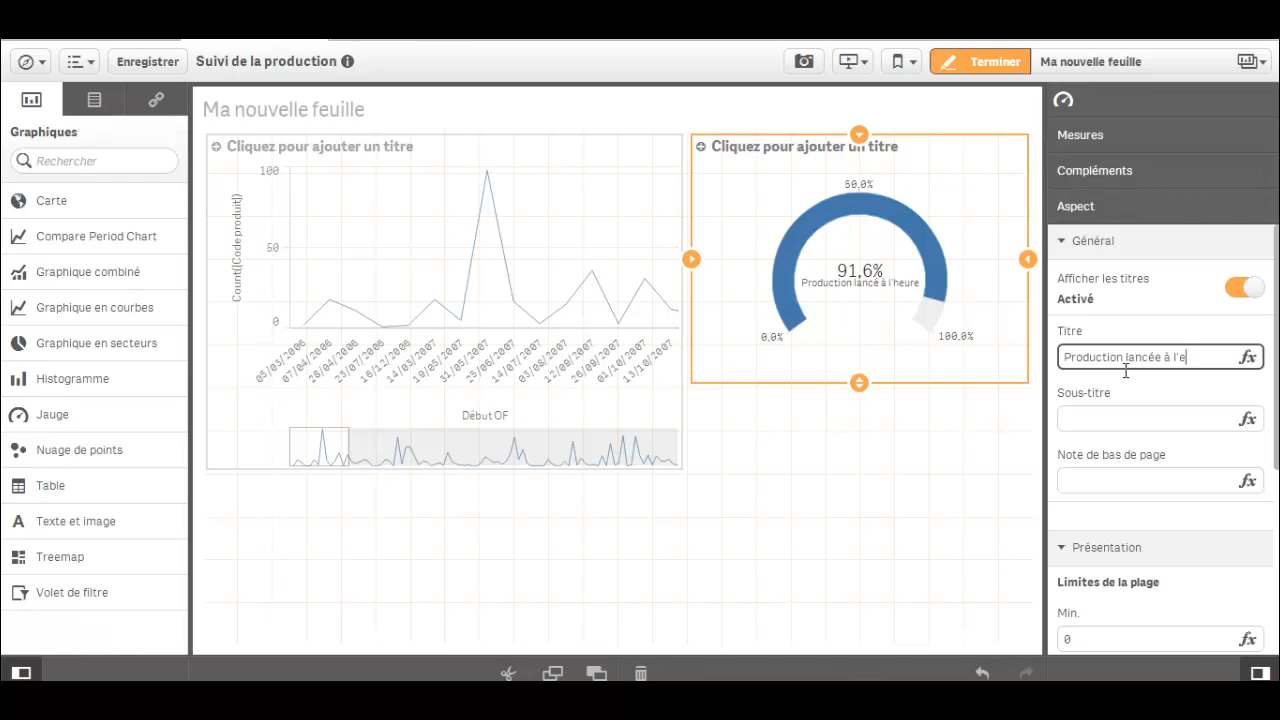 Enregistrer
Suivi de la production
Terminer
Ma nouvelle feuille
Graphiques
Rechercher
Carte
Compare Period Chart
Graphique combiné
Graphique en courbes
Graphique en secteurs
Histogramme
Jauge
Nuage de points
Table
Texte et image
Treemap
Volet de filtre
Ma nouvelle feuille
Cliquez pour ajouter un titre
Count([Code produit])
100
50
0
05/03/2006
07/04/2006
28/04/2006
23/07/2006
18/12/2006
14/03/2007
19/05/2007
31/05/2007
25/06/2007
14/07/2007
03/08/2007
12/09/2007
26/09/2007
01/10/2007
13/10/2007
Début OF
Cliquez pour ajouter un titre
50,0%
91,6%
Production lancé à l'heure
0,0%
100,0%
Mesures
Compléments
Aspect
Général
Afficher les titres
Activé
Titre
Production lancée à l'e
fx
Sous-titre
fx
Note de bas de page
fx
Présentation
Limites de la plage
Min.
0
fx